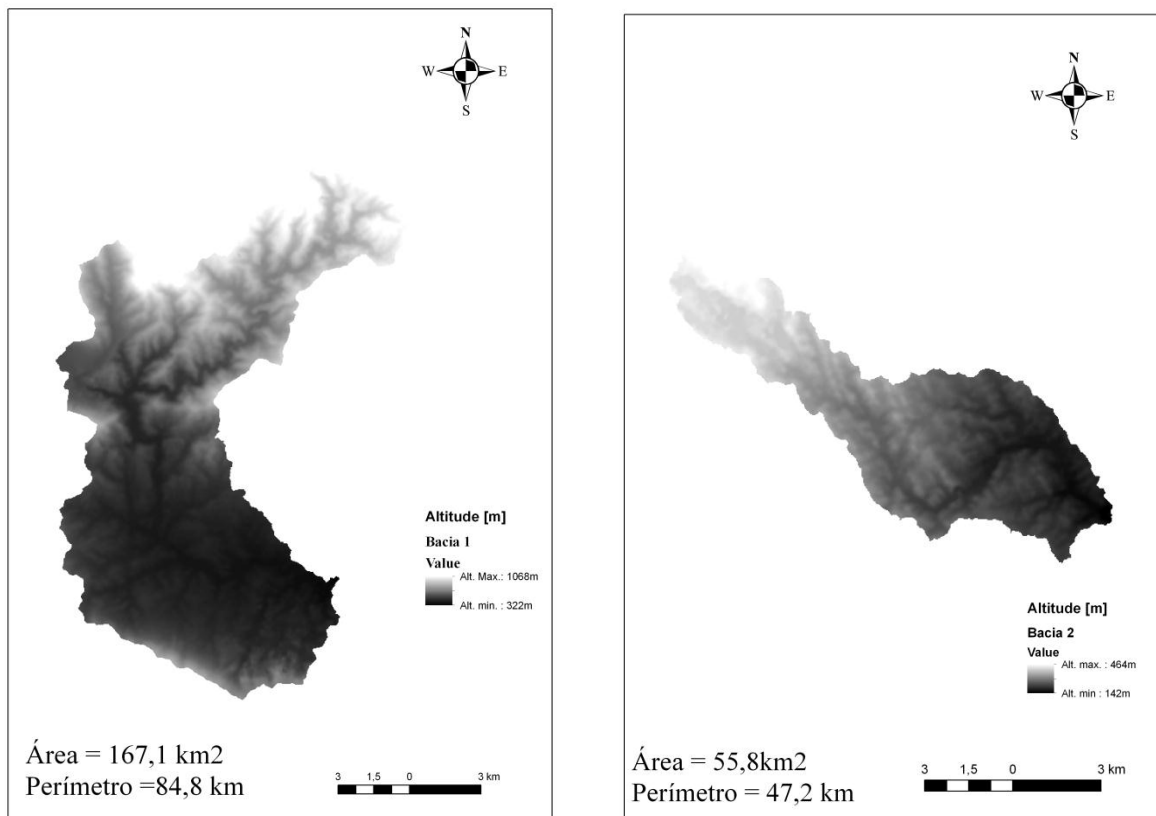 N
W E
S
Altitude [m]
Bacia 1
Value
Alt. Max.: 1068m
Alt. min. : 322m
Área = 167,1 km2
Perímetro =84,8 km
3 1,5 0 3 km
N
W E
S
Altitude [m]
Bacia 2
Value
Alt. max. : 464m
Alt. min : 142m
Área = 55,8km2
Perímetro = 47,2 km
3 1,5 0 3 km